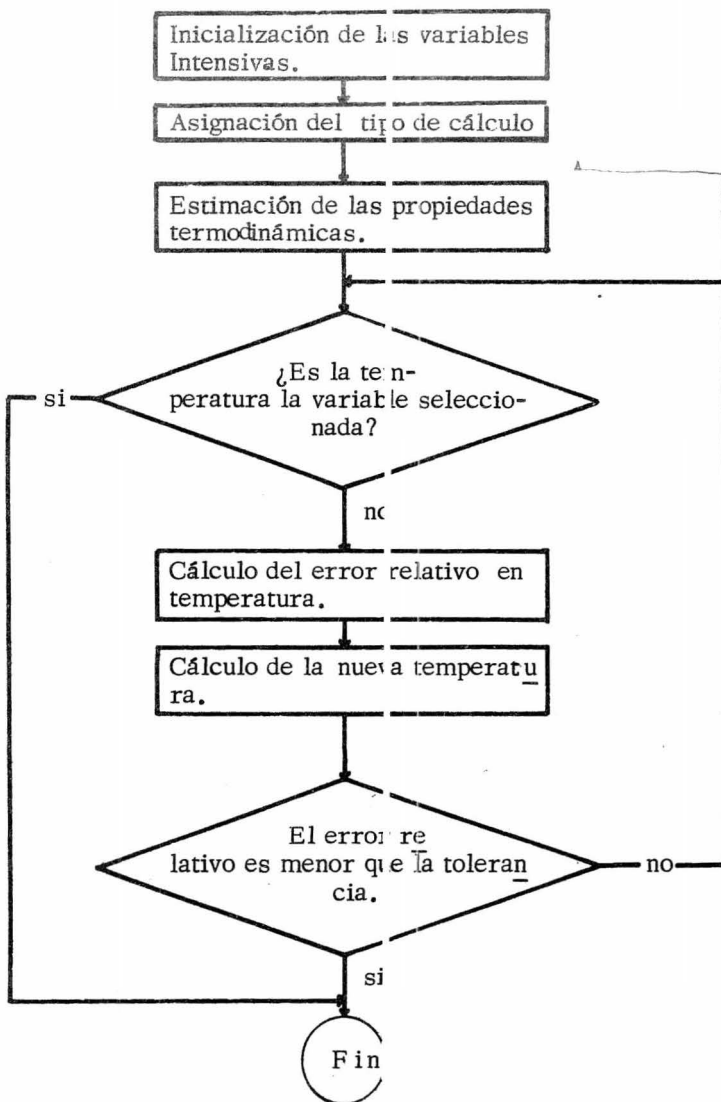 Inicialización de las variables
Intensivas.
Asignación del tipo de cálculo
Estimación de las propiedades
termodinámicas.
¿Es la tem-
peratura la variable seleccio-
nada?
si
no
Cálculo del error relativo en
temperatura.
Cálculo de la nueva temperatu
ra.
El error re
lativo es menor que la toleran
cia.
no
si
Fin